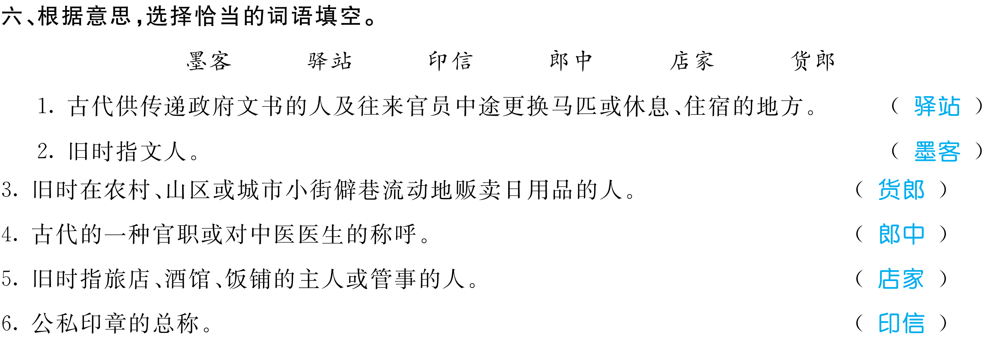 六、根据意思,选择恰当的词语填空。
墨客 驿站 印信 郎中 店家 货郎
1. 古代供传递政府文书的人及往来官员中途更换马匹或休息、住宿的地方。 ( 驿站 )
2. 旧时指文人。 ( 墨客 )
3. 旧时在农村、山区或城市小街僻巷流动地贩卖日用品的人。 ( 货郎 )
4. 古代的一种官职或对中医医生的称呼。 ( 郎中 )
5. 旧时指旅店、酒馆、饭铺的主人或管事的人。 ( 店家 )
6. 公私印章的总称。 ( 印信 )